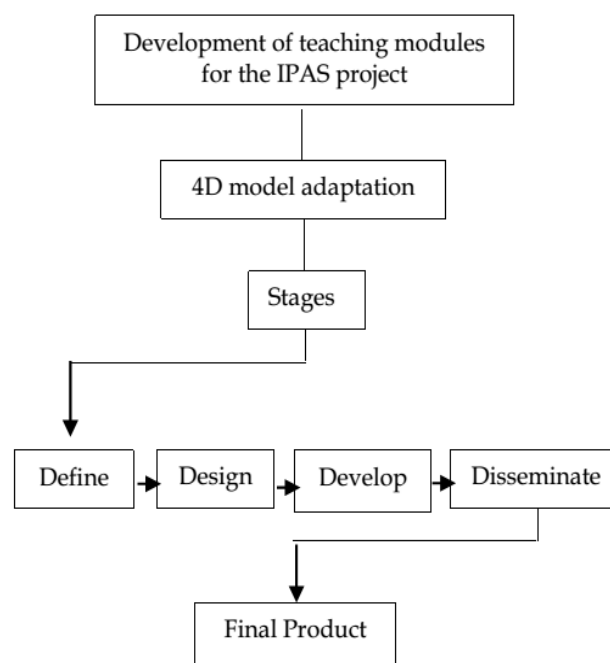 Development of teaching modules
for the IPAS project
4D model adaptation
Stages
Define
Design
Develop
Disseminate
Final Product